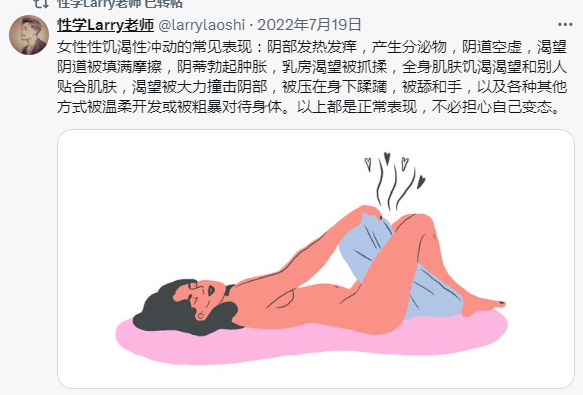 性学Larry老师 已转帖
性学Larry老师 @larrylaoshi · 2022年7月19日
女性性饥渴性冲动的常见表现：阴部发热发痒，产生分泌物，阴道空虚，渴望
阴道被填满摩擦，阴蒂勃起肿胀，乳房渴望被抓揉，全身肌肤饥渴渴望和别人
贴合肌肤，渴望被大力撞击阴部，被压在身下蹂躏，被舔和手，以及各种其他
方式被温柔开发或被粗暴对待身体。以上都是正常表现，不必担心自己变态。